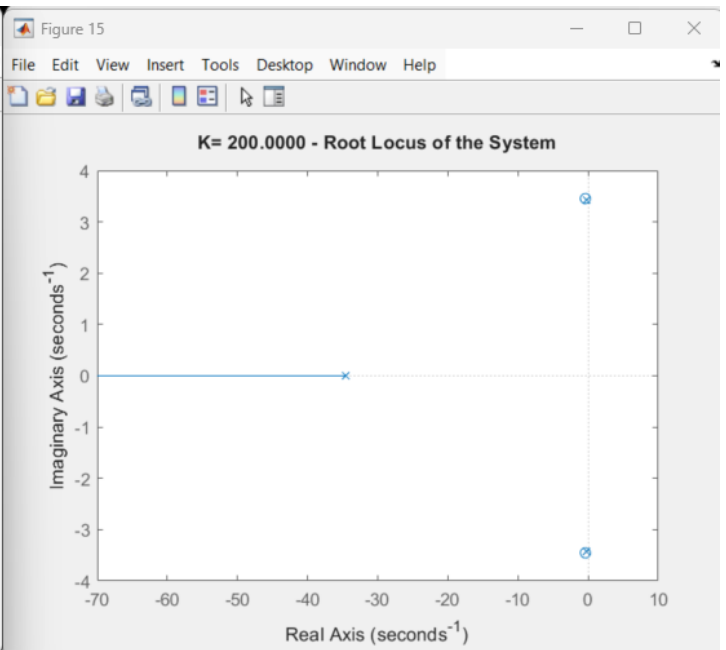 Figure 15
File Edit View Insert Tools Desktop Window Help
K= 200.0000 - Root Locus of the System
4
3
2
1
0
-1
-2
-3
-4
Imaginary Axis (seconds-1)
-70 -60 -50 -40 -30 -20 -10 0 10
Real Axis (seconds-1)